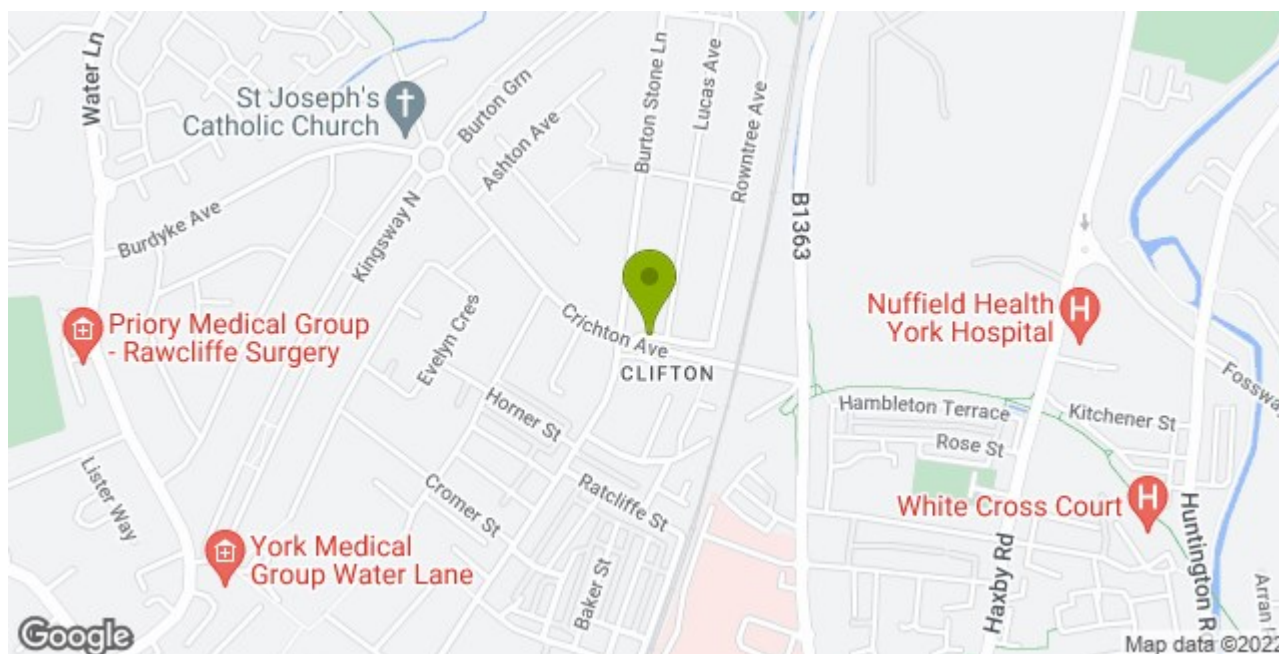 Water Ln
St Joseph's
Catholic Church
Burton Grn
Ashton Ave
Burton Stone Ln
Lucas Ave
Rowntree Ave
B1363
Burdyke Ave
Kingsway N
Evelyn Cres
Crichton Ave
CLIFTON
Priory Medical Group
- Rawcliffe Surgery
Nuffield Health
York Hospital
Fossway
Hambleton Terrace
Kitchener St
Rose St
Horner St
Lister Way
Cromer St
Ratcliffe St
White Cross Court
York Medical
Group Water Lane
Baker St
Haxby Rd
Huntington R
Arran
H
H
Google
Map data ©2022